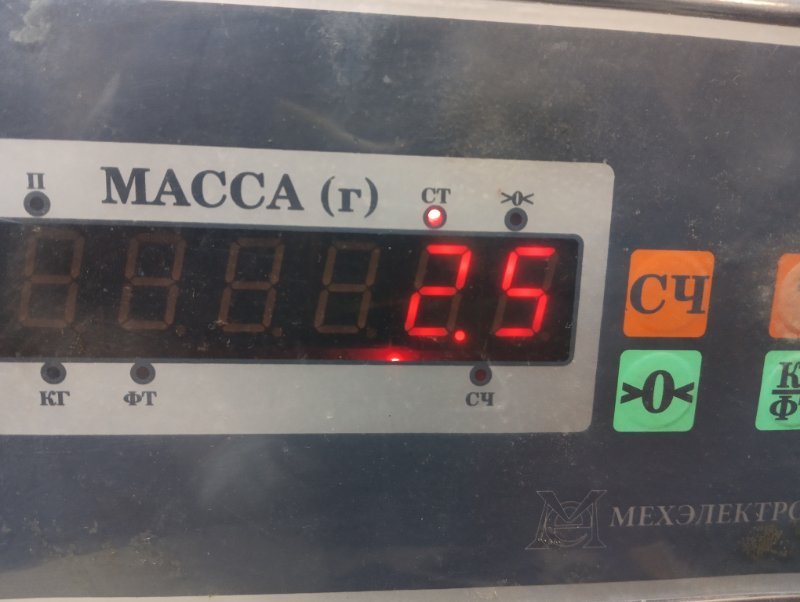 П МАССА (г) СТ >0<
2.5
КГ ФТ СЧ
СЧ
>0<
МЕХЭЛЕКТРО